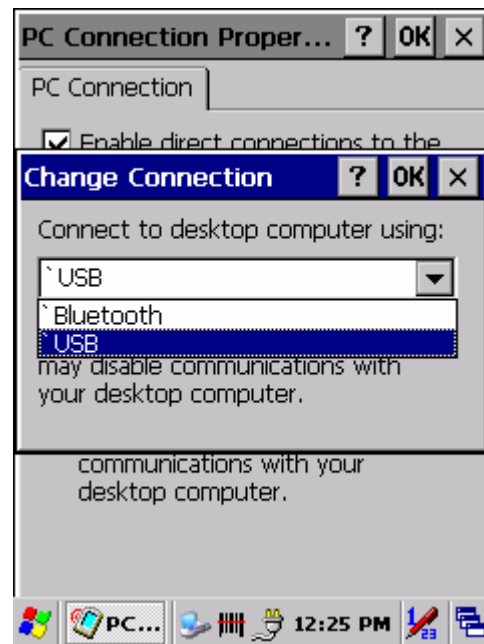 PC Connection Proper... ? OK ×
PC Connection
Enable direct connections to the
Change Connection ? OK ×
Connect to desktop computer using:
`USB
`Bluetooth
`USB
may disable communications with
your desktop computer.
communications with your
desktop computer.
PC... 12:25 PM 1 23